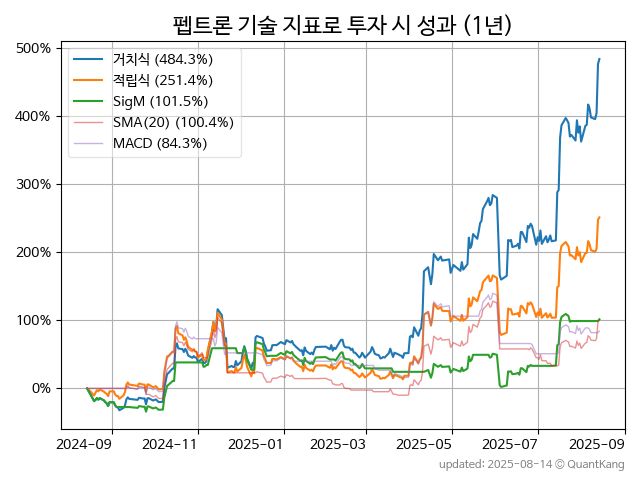 펩트론 기술 지표로 투자 시 성과 (1년)
500%
400%
300%
200%
100%
0%
거치식 (484.3%)
적립식 (251.4%)
SigM (101.5%)
SMA(20) (100.4%)
MACD (84.3%)
2024-09 2024-11 2025-01 2025-03 2025-05 2025-07 2025-09
updated: 2025-08-14 © QuantKang